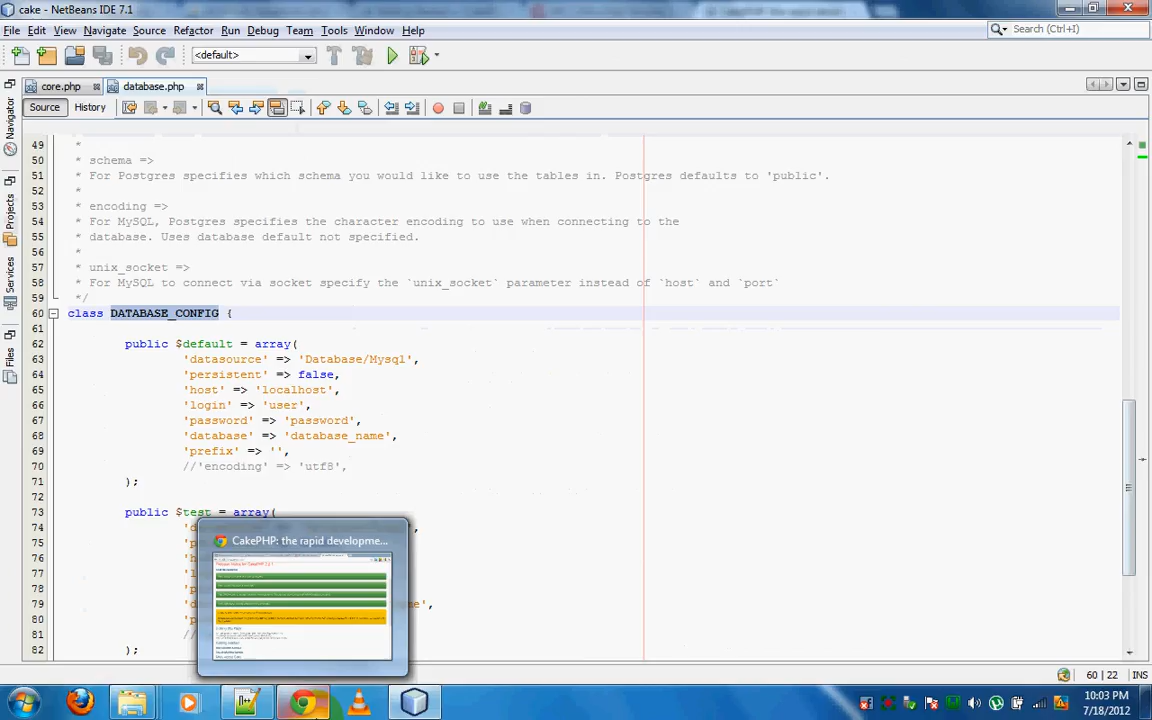 cake - NetBeans IDE 7.1
File Edit View Navigate Source Refactor Run Debug Team Tools Window Help
Search (Ctrl+I)
<default>
core.php
database.php
Source History
Navigator
Projects
Services
Files
49 *
50 * schema =>
51 * For Postgres specifies which schema you would like to use the tables in. Postgres defaults to 'public'.
52 *
53 * encoding =>
54 * For MySQL, Postgres specifies the character encoding to use when connecting to the
55 * database. Uses database default not specified.
56 *
57 * unix_socket =>
58 * For MySQL to connect via socket specify the `unix_socket` parameter instead of `host` and `port`
59 */
60 class DATABASE_CONFIG {
61
62 public $default = array(
63 'datasource' => 'Database/Mysql',
64 'persistent' => false,
65 'host' => 'localhost',
66 'login' => 'user',
67 'password' => 'password',
68 'database' => 'database_name',
69 'prefix' => '',
70 //'encoding' => 'utf8',
71 );
72
73 public $test = array(
74
75
76
77
78
79
80
81
82 );
CakePHP: the rapid developme...
60 | 22 INS
10:03 PM
7/18/2012